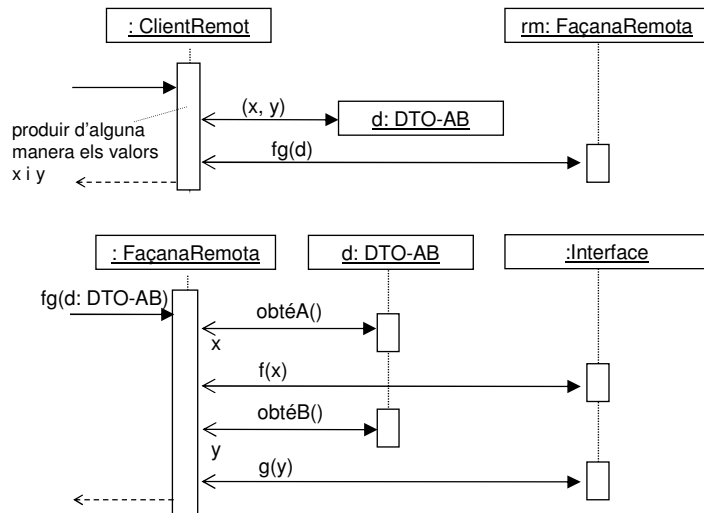 : ClientRemot
rm: FaçanaRemota
(x, y)
d: DTO-AB
produir d'alguna
manera els valors
x i y
fg(d)
: FaçanaRemota
d: DTO-AB
:Interface
fg(d: DTO-AB)
obtéA()
x
f(x)
obtéB()
y
g(y)